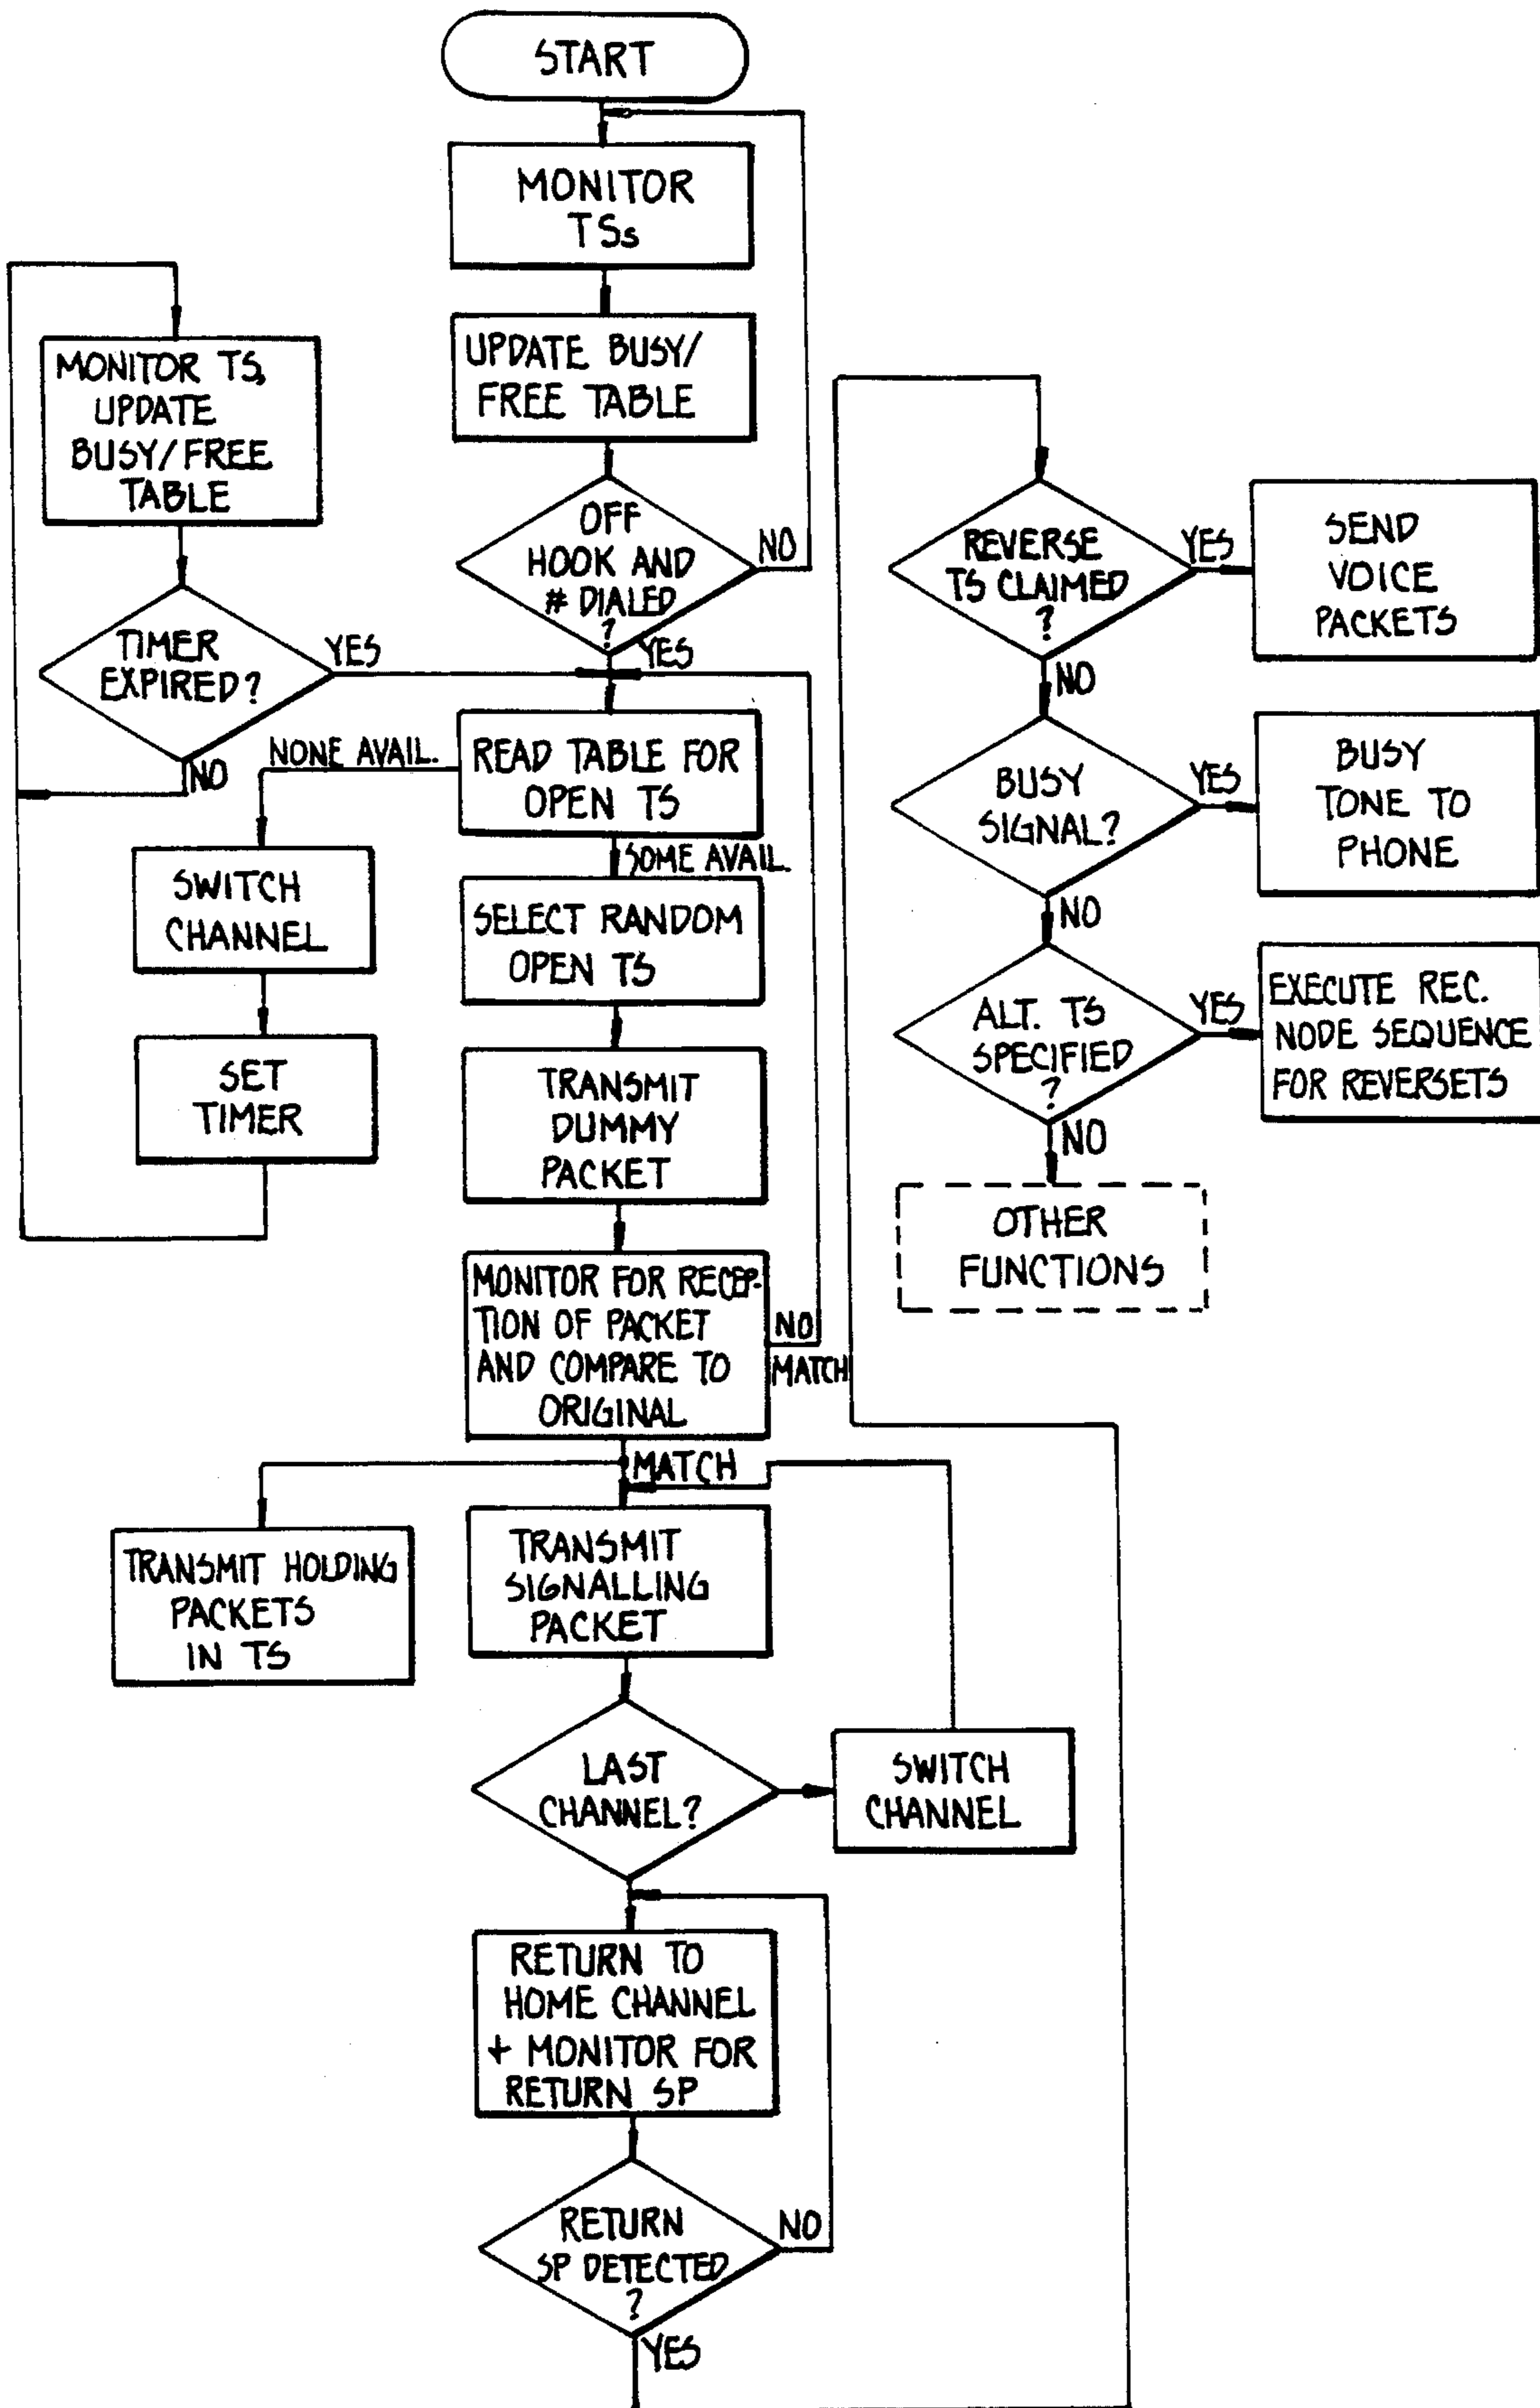 START
MONITOR
TSs
UPDATE BUSY/
FREE TABLE
OFF
HOOK AND
# DIALED
?
NO
YES
MONITOR TS,
UPDATE
BUSY/FREE
TABLE
TIMER
EXPIRED?
YES
NO
READ TABLE FOR
OPEN TS
NONE AVAIL.
SWITCH
CHANNEL
SET
TIMER
SOME AVAIL.
SELECT RANDOM
OPEN TS
TRANSMIT
DUMMY
PACKET
MONITOR FOR RECEP-
TION OF PACKET
AND COMPARE TO
ORIGINAL
NO
MATCH
MATCH
TRANSMIT HOLDING
PACKETS
IN TS
TRANSMIT
SIGNALLING
PACKET
LAST
CHANNEL?
SWITCH
CHANNEL
RETURN TO
HOME CHANNEL
+ MONITOR FOR
RETURN SP
RETURN
SP DETECTED
?
NO
YES
REVERSE
TS CLAIMED
?
YES
SEND
VOICE
PACKETS
NO
BUSY
SIGNAL?
YES
BUSY
TONE TO
PHONE
NO
ALT. TS
SPECIFIED
?
YES
EXECUTE REC.
NODE SEQUENCE
FOR REVERSETS
NO
OTHER
FUNCTIONS